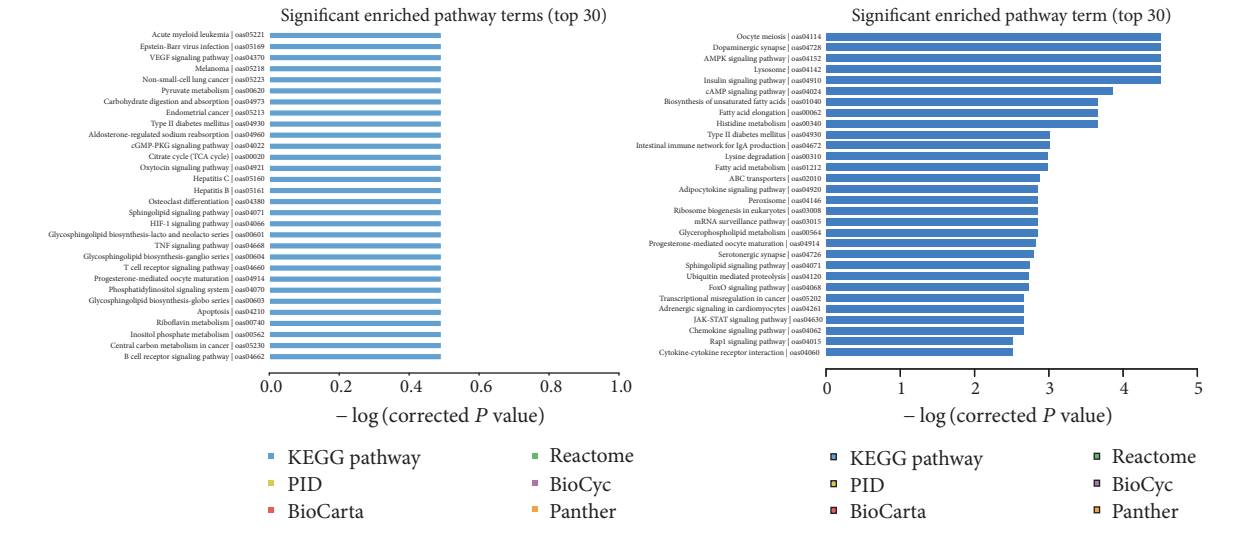 Significant enriched pathway terms (top 30)
Acute myeloid leukemia | oas05221
Epstein-Barr virus infection | oas05169
VEGF signaling pathway | oas04370
Melanoma | oas05218
Non-small-cell lung cancer | oas05223
Pyruvate metabolism | oas00620
Carbohydrate digestion and absorption | oas04973
Endometrial cancer | oas05213
Type II diabetes mellitus | oas04930
Aldosterone-regulated sodium reabsorption | oas04960
cGMP-PKG signaling pathway | oas04022
Citrate cycle (TCA cycle) | oas00020
Oxytocin signaling pathway | oas04921
Hepatitis C | oas05160
Hepatitis B | oas05161
Osteoclast differentiation | oas04380
Sphingolipid signaling pathway | oas04071
HIF-1 signaling pathway | oas04066
Glycosphingolipid biosynthesis-lacto and neolacto series | oas00601
TNF signaling pathway | oas04668
Glycosphingolipid biosynthesis-ganglio series | oas00604
T cell receptor signaling pathway | oas04660
Progesterone-mediated oocyte maturation | oas04914
Phosphatidylinositol signaling system | oas04070
Glycosphingolipid biosynthesis-globo series | oas00603
Apoptosis | oas04210
Riboflavin metabolism | oas00740
Inositol phosphate metabolism | oas00562
Central carbon metabolism in cancer | oas05230
B cell receptor signaling pathway | oas04662
0.0 0.2 0.4 0.6 0.8 1.0
− log (corrected P value)
KEGG pathway
PID
BioCarta
Reactome
BioCyc
Panther
Significant enriched pathway term (top 30)
Oocyte meiosis | oas04114
Dopaminergic synapse | oas04728
AMPK signaling pathway | oas04152
Lysosome | oas04142
Insulin signaling pathway | oas04910
cAMP signaling pathway | oas04024
Biosynthesis of unsaturated fatty acids | oas01040
Fatty acid elongation | oas00062
Histidine metabolism | oas00340
Type II diabetes mellitus | oas04930
Intestinal immune network for IgA production | oas04672
Lysine degradation | oas00310
Fatty acid metabolism | oas01212
ABC transporters | oas02010
Adipocytokine signaling pathway | oas04920
Peroxisome | oas04146
Ribosome biogenesis in eukaryotes | oas03008
mRNA surveillance pathway | oas03015
Glycerophospholipid metabolism | oas00564
Progesterone-mediated oocyte maturation | oas04914
Serotonergic synapse | oas04726
Sphingolipid signaling pathway | oas04071
Ubiquitin mediated proteolysis | oas04120
FoxO signaling pathway | oas04068
Transcriptional misregulation in cancer | oas05202
Adrenergic signaling in cardiomyocytes | oas04261
JAK-STAT signaling pathway | oas04630
Chemokine signaling pathway | oas04062
Rap1 signaling pathway | oas04015
Cytokine-cytokine receptor interaction | oas04060
0 1 2 3 4 5
− log (corrected P value)
KEGG pathway
PID
BioCarta
Reactome
BioCyc
Panther